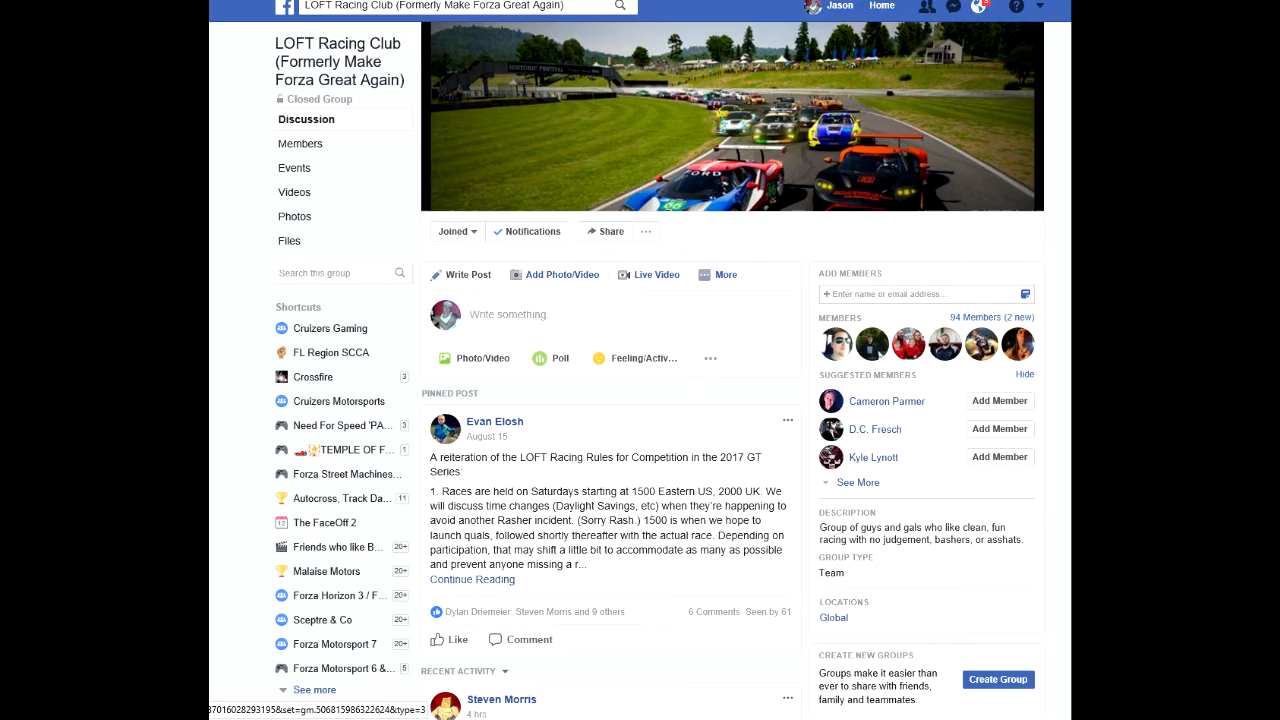 LOFT Racing Club (Formerly Make Forza Great Again)
Jason
Home
LOFT Racing Club
(Formerly Make
Forza Great Again)
Closed Group
Discussion
Members
Events
Videos
Photos
Files
Search this group
Shortcuts
Cruizers Gaming
FL Region SCCA
Crossfire 3
Cruizers Motorsports
Need For Speed 'PA... 3
TEMPLE OF F... 1
Forza Street Machines...
Autocross, Track Da... 11
The FaceOff 2
Friends who like B... 20+
Malaise Motors 20+
Forza Horizon 3 / F... 20+
Sceptre & Co 20+
Forza Motorsport 7 20+
Forza Motorsport 6 &... 5
See more
37016028293195&set=gm.506815986322624&type=3
HISTORIC FESTIVAL
FORD
Joined
Notifications
Share
Write Post
Add Photo/Video
Live Video
More
Write something
Photo/Video
Poll
Feeling/Activ...
PINNED POST
Evan Elosh
August 15
A reiteration of the LOFT Racing Rules for Competition in the 2017 GT
Series:
1. Races are held on Saturdays starting at 1500 Eastern US, 2000 UK. We
will discuss time changes (Daylight Savings, etc) when they're happening to
avoid another Rasher incident. (Sorry Rash.) 1500 is when we hope to
launch quals, followed shortly thereafter with the actual race. Depending on
participation, that may shift a little bit to accommodate as many as possible
and prevent anyone missing a r...
Continue Reading
Dylan Driemeier, Steven Morris and 9 others
6 Comments Seen by 61
Like
Comment
RECENT ACTIVITY
Steven Morris
4 hrs
ADD MEMBERS
+ Enter name or email address...
MEMBERS
94 Members (2 new)
SUGGESTED MEMBERS
Hide
Cameron Parmer
Add Member
D.C. Fresch
Add Member
Kyle Lynott
Add Member
See More
DESCRIPTION
Group of guys and gals who like clean, fun
racing with no judgement, bashers, or asshats.
GROUP TYPE
Team
LOCATIONS
Global
CREATE NEW GROUPS
Groups make it easier than
ever to share with friends,
family and teammates.
Create Group